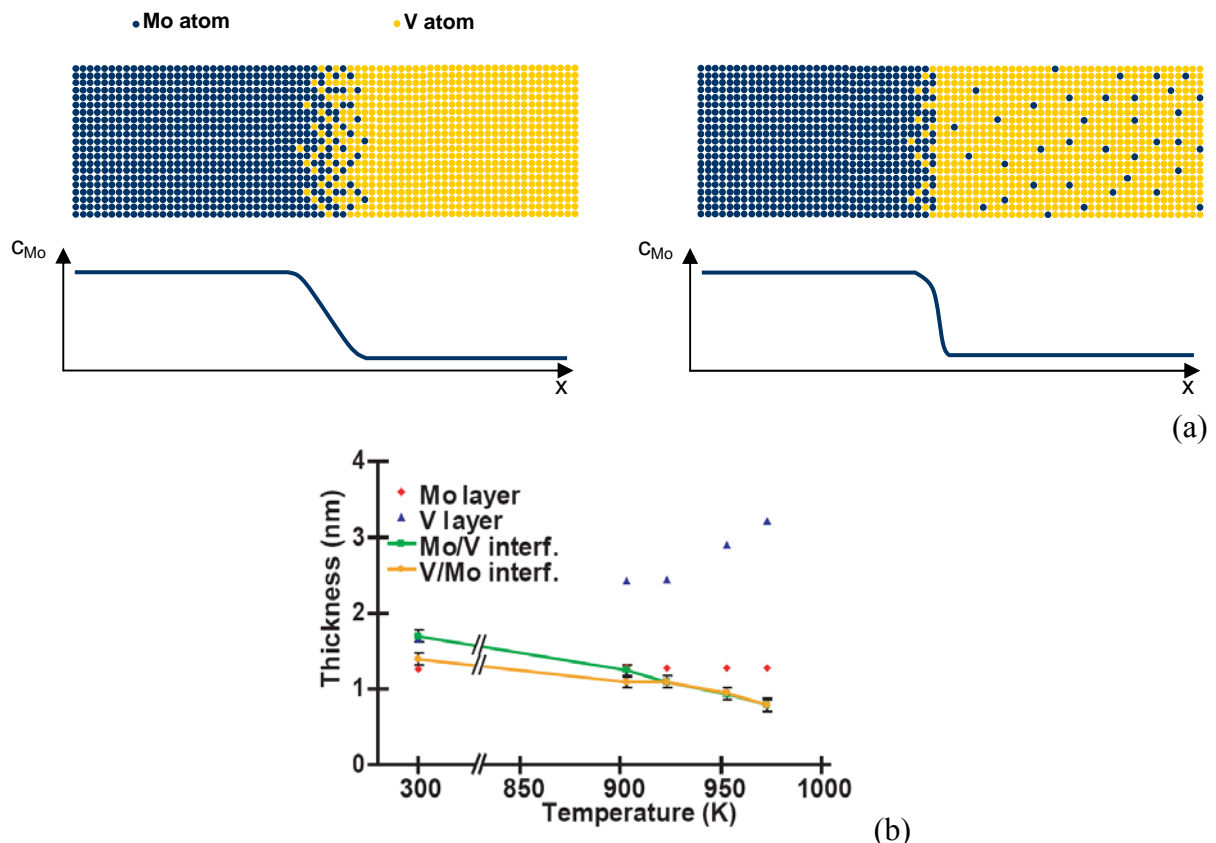 Mo atom
V atom
CMo
x
CMo
x
(a)
4
3
2
1
0
Thickness (nm)
Mo layer
V layer
Mo/V interf.
V/Mo interf.
300
850
900
950
1000
Temperature (K)
(b)